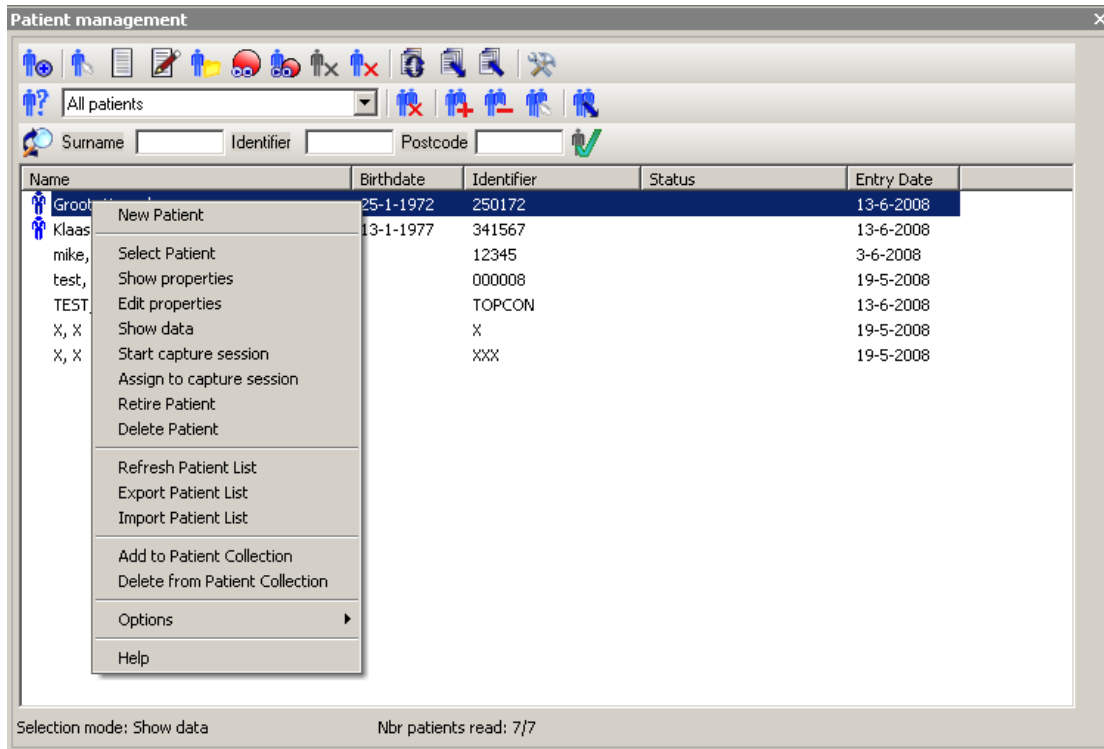 Patient management
All patients
Surname Identifier Postcode
Name Birthdate Identifier Status Entry Date
Groot 25-1-1972 250172 13-6-2008
Klaas 13-1-1977 341567 13-6-2008
mike, 12345 3-6-2008
test, 000008 19-5-2008
TEST_ TOPCON 13-6-2008
X, X X 19-5-2008
X, X XXX 19-5-2008
New Patient
Select Patient
Show properties
Edit properties
Show data
Start capture session
Assign to capture session
Retire Patient
Delete Patient
Refresh Patient List
Export Patient List
Import Patient List
Add to Patient Collection
Delete from Patient Collection
Options
Help
Selection mode: Show data Nbr patients read: 7/7